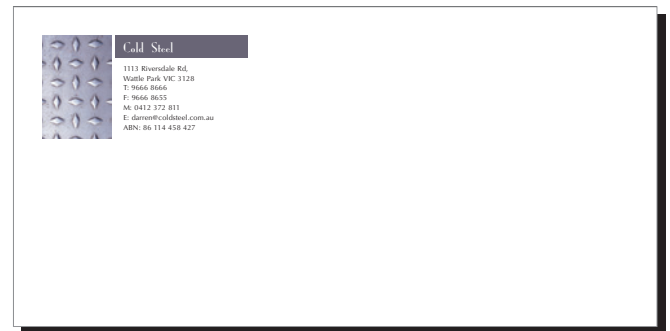 Cold Steel
1113 Riversdale Rd,
Wattle Park VIC 3128
T: 9666 8666
F: 9666 8655
M: 0412 372 811
E: darren@coldsteel.com.au
ABN: 86 114 458 427